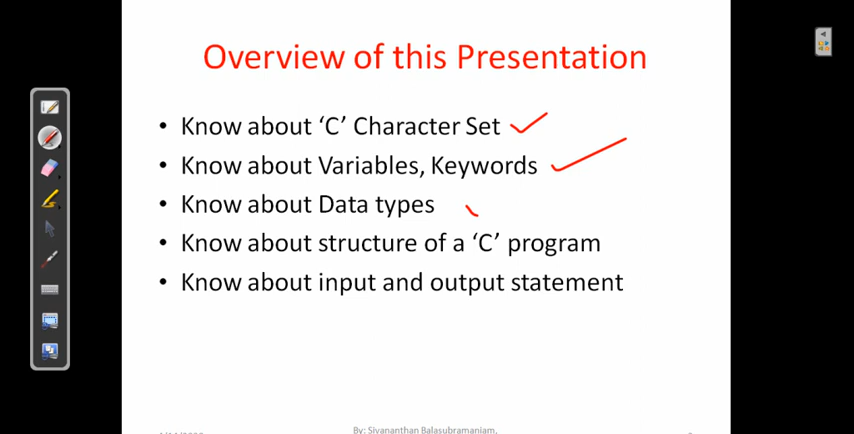 Overview of this Presentation
• Know about ‘C’ Character Set
• Know about Variables, Keywords
• Know about Data types
• Know about structure of a ‘C’ program
• Know about input and output statement
By: Sivananthan Balasubramaniam,